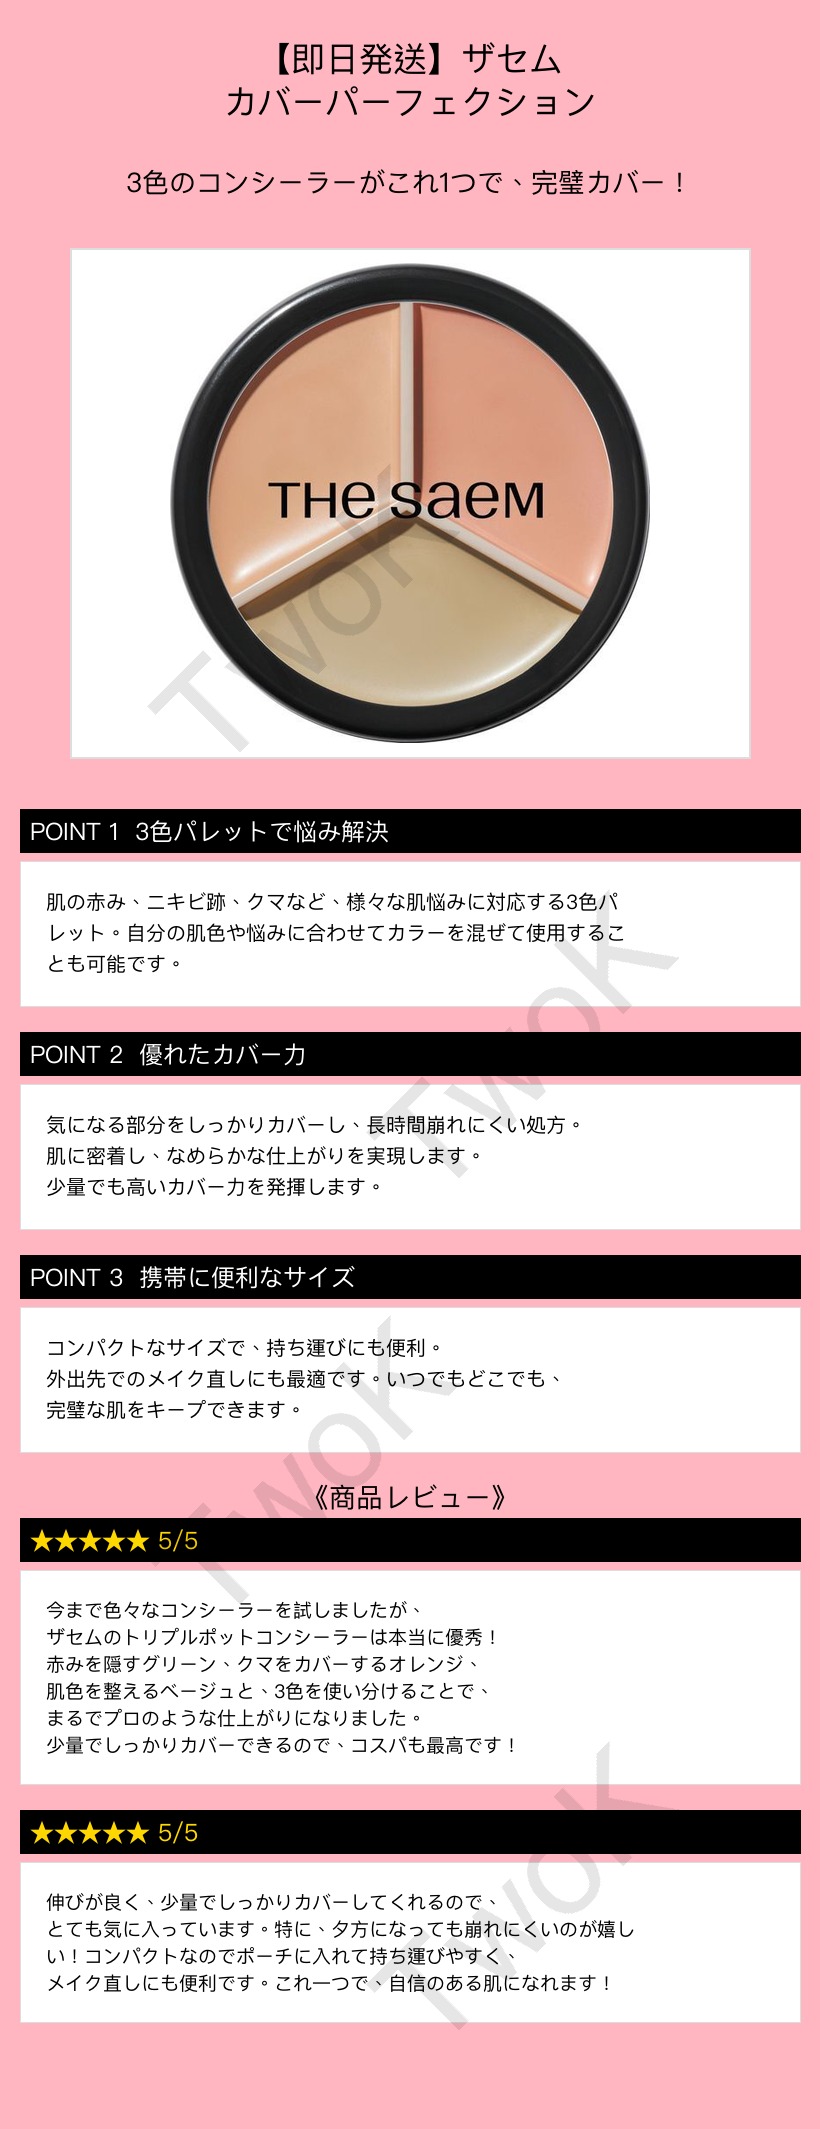 【即日発送】ザセム
カバーパーフェクション
3色のコンシーラーがこれ1つで、完璧カバー！
THE SAEM
TwoK
POINT 1 3色パレットで悩み解決
肌の赤み、ニキビ跡、クマなど、様々な肌悩みに対応する3色パ
レット。自分の肌色や悩みに合わせてカラーを混ぜて使用するこ
とも可能です。
TwoK
POINT 2 優れたカバー力
気になる部分をしっかりカバーし、長時間崩れにくい処方。
肌に密着し、なめらかな仕上がりを実現します。
少量でも高いカバー力を発揮します。
POINT 3 携帯に便利なサイズ
コンパクトなサイズで、持ち運びにも便利。
外出先でのメイク直しにも最適です。いつでもどこでも、
完璧な肌をキープできます。
TwoK
《商品レビュー》
★★★★★ 5/5
今まで色々なコンシーラーを試しましたが、
ザセムのトリプルポットコンシーラーは本当に優秀！
赤みを隠すグリーン、クマをカバーするオレンジ、
肌色を整えるベージュと、3色を使い分けることで、
まるでプロのような仕上がりになりました。
少量でしっかりカバーできるので、コスパも最高です！
★★★★★ 5/5
伸びが良く、少量でしっかりカバーしてくれるので、
とても気に入っています。特に、夕方になっても崩れにくいのが嬉し
い！コンパクトなのでポーチに入れて持ち運びやすく、
メイク直しにも便利です。これ一つで、自信のある肌になれます！
TwoK